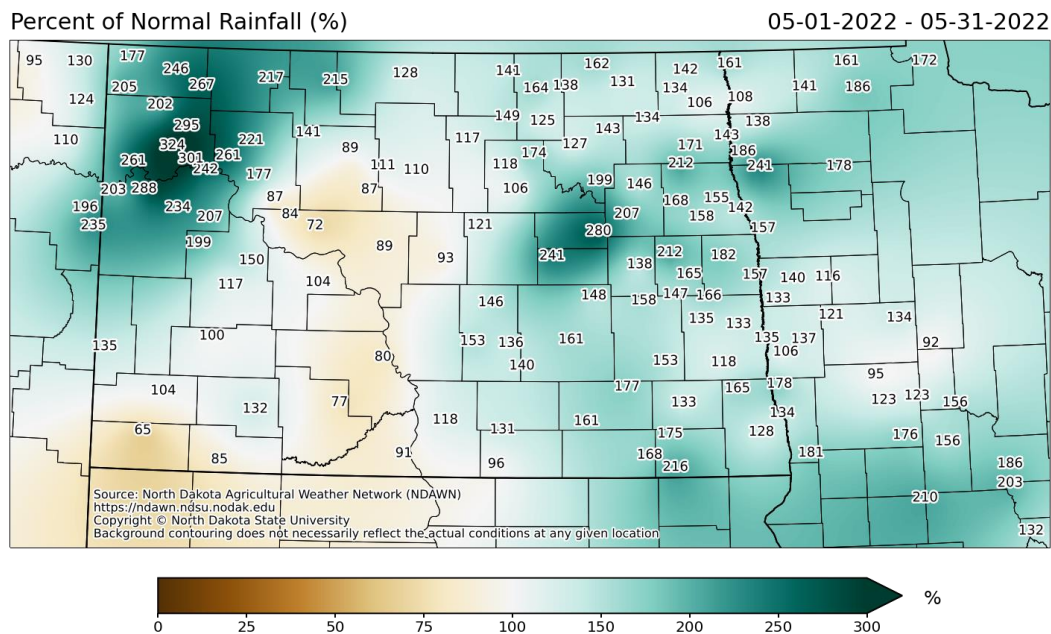 Percent of Normal Rainfall (%) 05-01-2022 - 05-31-2022
95 130 177 246 217 215 128 141 162 131 142 161 161 172
205 267 164 138 134 141 186
124 202 106 108
295 149 125 134 138
110 324 221 141 89 117 143 127 171 143 186
261 301 261 111 110 118 174 212 241 178
242 177
203 288 87 87 106 199 146
196 234 207 84 72 121 207 168 155 142
235 158 157
199 89 280
150 93 241 138 212 182
117 104 165 157 140 116
146 148 158 147 166 133
135 133 121 134
135 100 153 136 161 135 137 92
80 140 153 118 106
104 177 165 178 95
77 132 133 123 123 156
65 118 131 161 134
85 91 96 175 128 176 156
168 216 181 186
203
210
132
Source: North Dakota Agricultural Weather Network (NDAWN)
https://ndawn.ndsu.nodak.edu
Copyright © North Dakota State University
Background contouring does not necessarily reflect the actual conditions at any given location
0 25 50 75 100 150 200 250 300 %